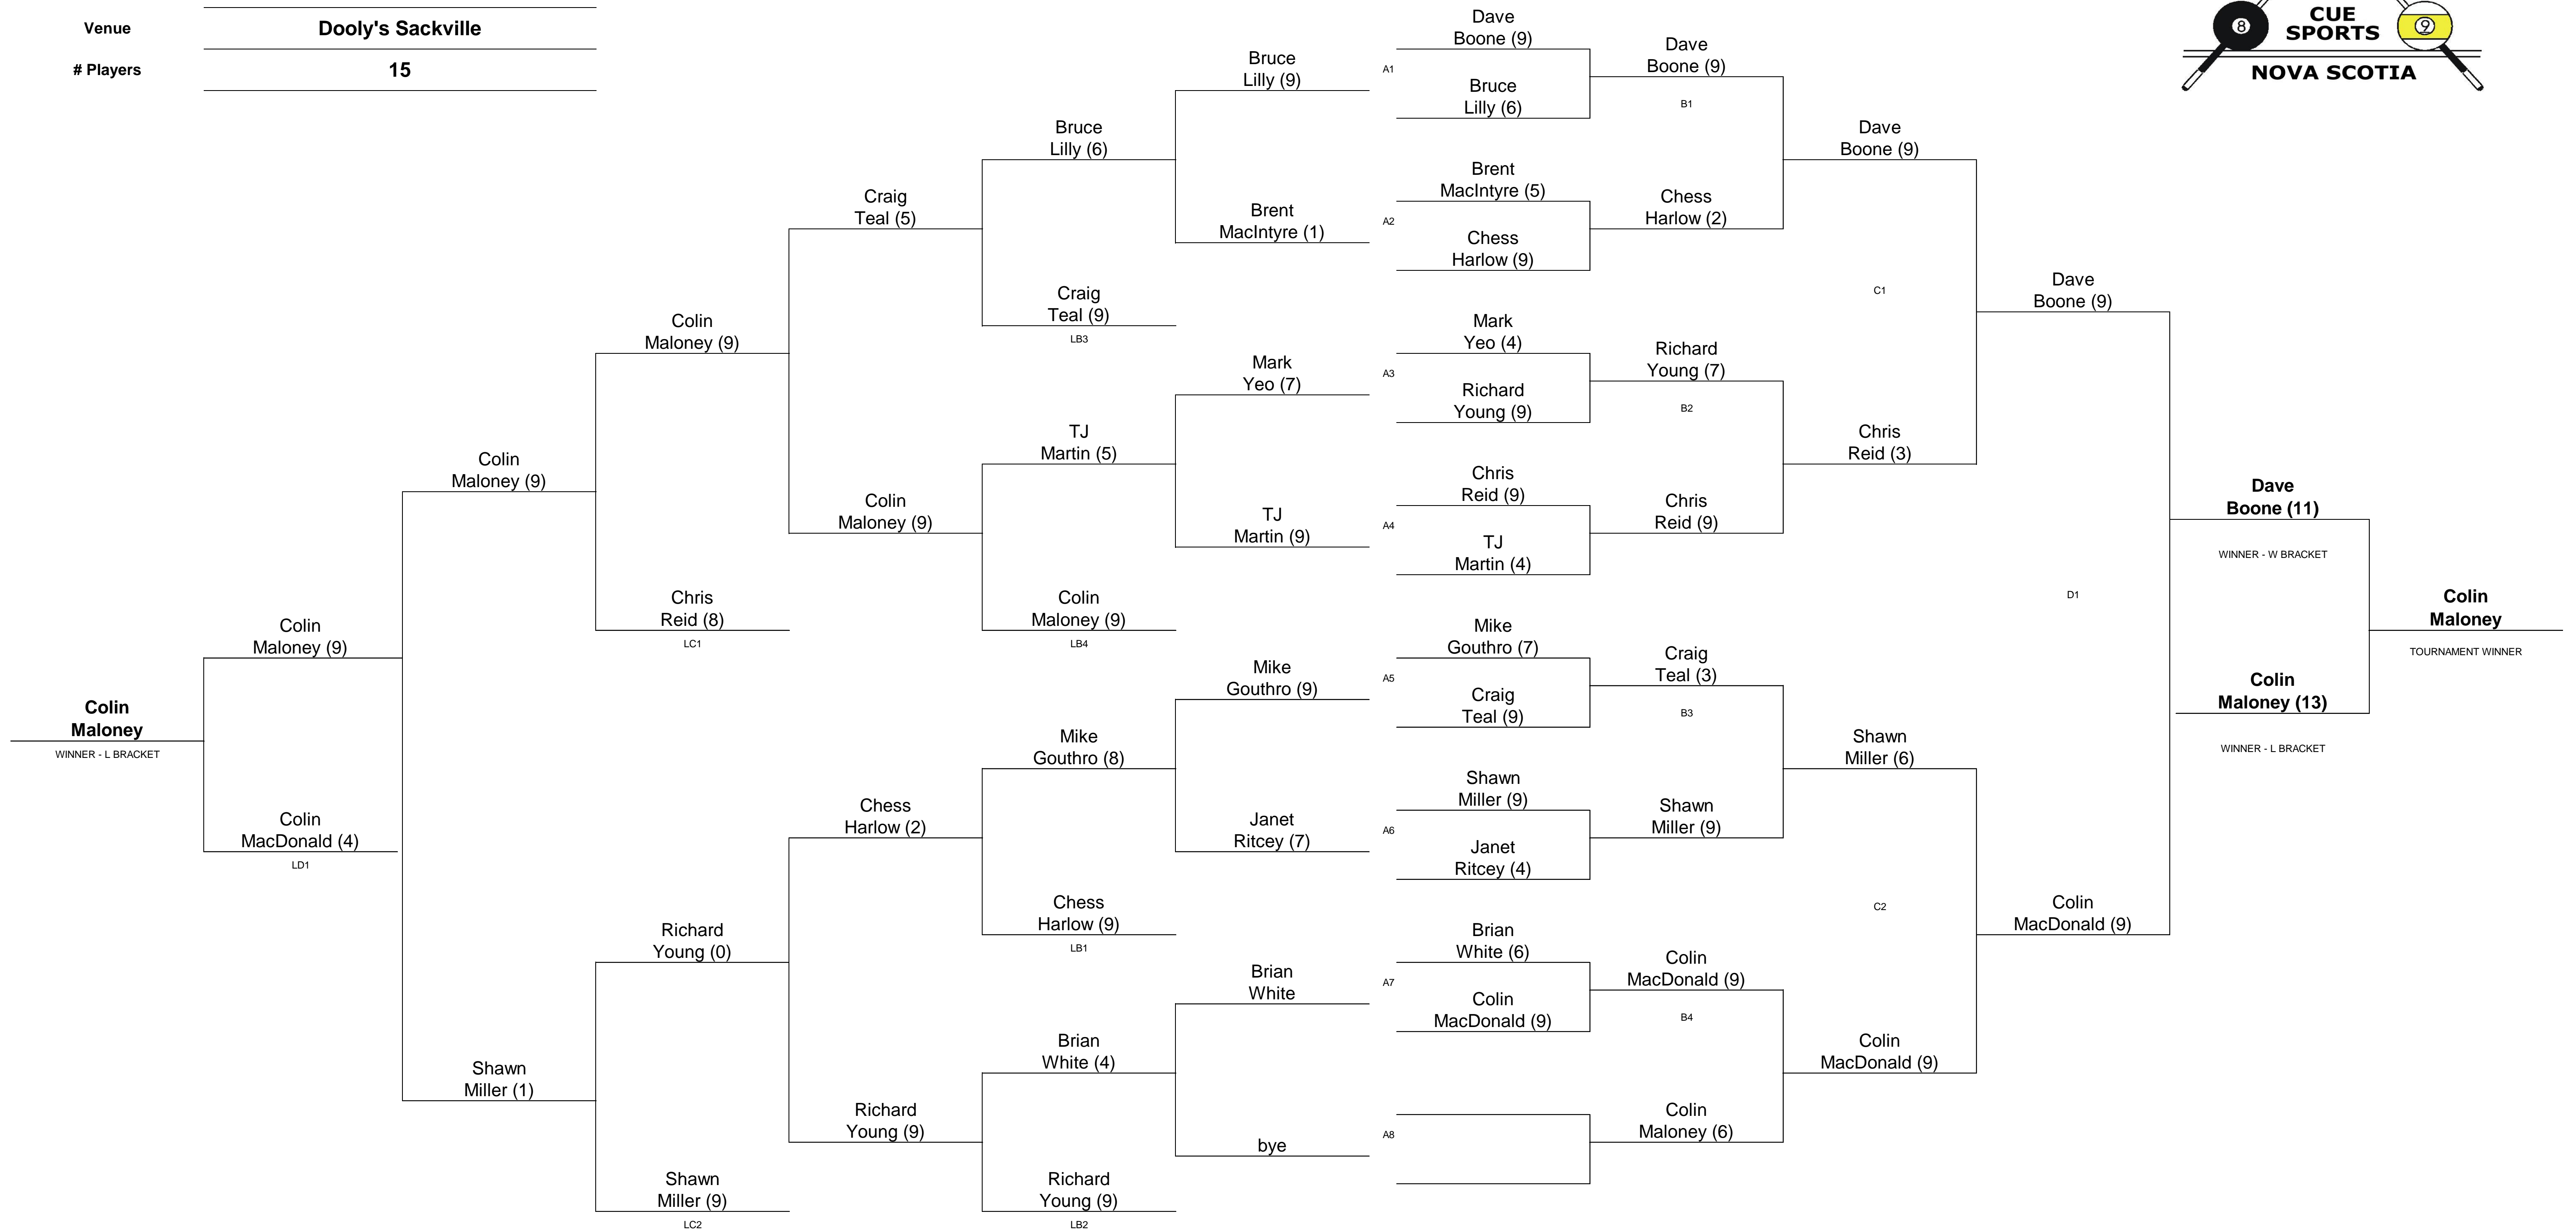 Venue
Dooly's Sackville
# Players
15
8
CUE
SPORTS
9
NOVA SCOTIA
Colin
Maloney
WINNER - L BRACKET
Colin
Maloney (9)
Colin
MacDonald (4)
LD1
Colin
Maloney (9)
Shawn
Miller (1)
Colin
Maloney (9)
Chris
Reid (8)
LC1
Richard
Young (0)
Shawn
Miller (9)
LC2
Craig
Teal (5)
Colin
Maloney (9)
Chess
Harlow (2)
Richard
Young (9)
Bruce
Lilly (6)
Craig
Teal (9)
LB3
TJ
Martin (5)
Colin
Maloney (9)
LB4
Mike
Gouthro (8)
Chess
Harlow (9)
LB1
Brian
White (4)
Richard
Young (9)
LB2
Bruce
Lilly (9)
Brent
MacIntyre (1)
Mark
Yeo (7)
TJ
Martin (9)
Mike
Gouthro (9)
Janet
Ritcey (7)
Brian
White
bye
Dave
Boone (9)
A1
Bruce
Lilly (6)
Brent
MacIntyre (5)
A2
Chess
Harlow (9)
Mark
Yeo (4)
A3
Richard
Young (9)
Chris
Reid (9)
A4
TJ
Martin (4)
Mike
Gouthro (7)
A5
Craig
Teal (9)
Shawn
Miller (9)
A6
Janet
Ritcey (4)
Brian
White (6)
A7
Colin
MacDonald (9)
A8
Dave
Boone (9)
B1
Chess
Harlow (2)
Richard
Young (7)
B2
Chris
Reid (9)
Craig
Teal (3)
B3
Shawn
Miller (9)
Colin
MacDonald (9)
B4
Colin
Maloney (6)
Dave
Boone (9)
C1
Chris
Reid (3)
Shawn
Miller (6)
C2
Colin
MacDonald (9)
Dave
Boone (9)
D1
Colin
MacDonald (9)
Dave
Boone (11)
WINNER - W BRACKET
Colin
Maloney (13)
WINNER - L BRACKET
Colin
Maloney
TOURNAMENT WINNER